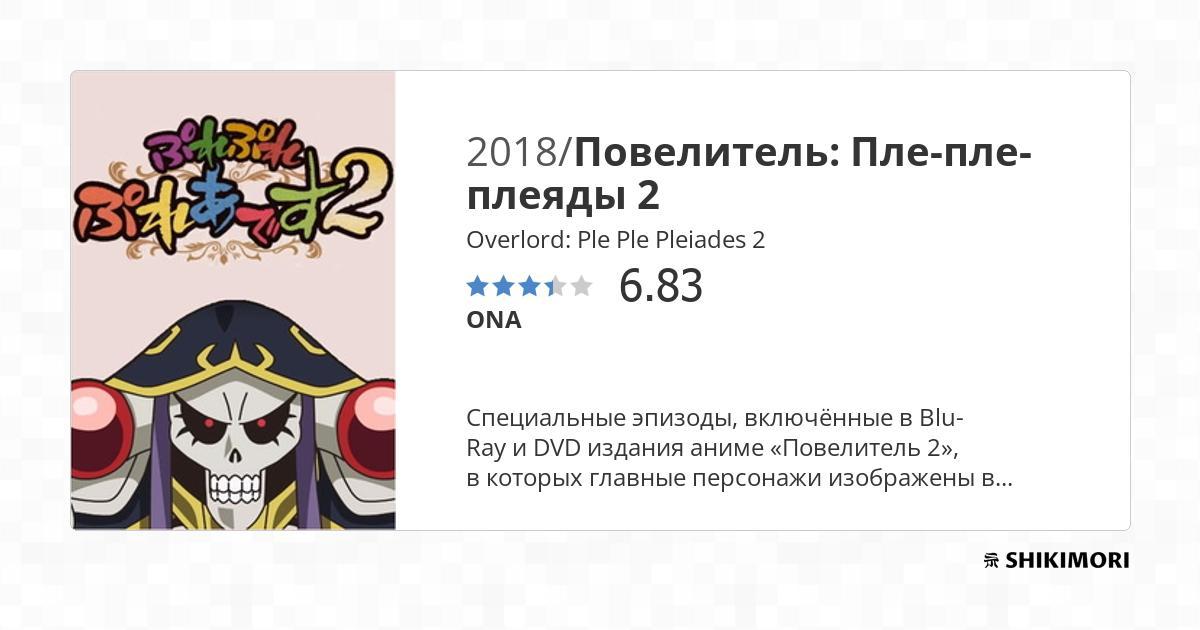 ぷれぷれ
ぷれあです2
2018/Повелитель: Пле-пле-
плеяды 2
Overlord: Ple Ple Pleiades 2
6.83
ONA
Специальные эпизоды, включённые в Blu-
Ray и DVD издания аниме «Повелитель 2»,
в которых главные персонажи изображены в...
SHIKIMORI